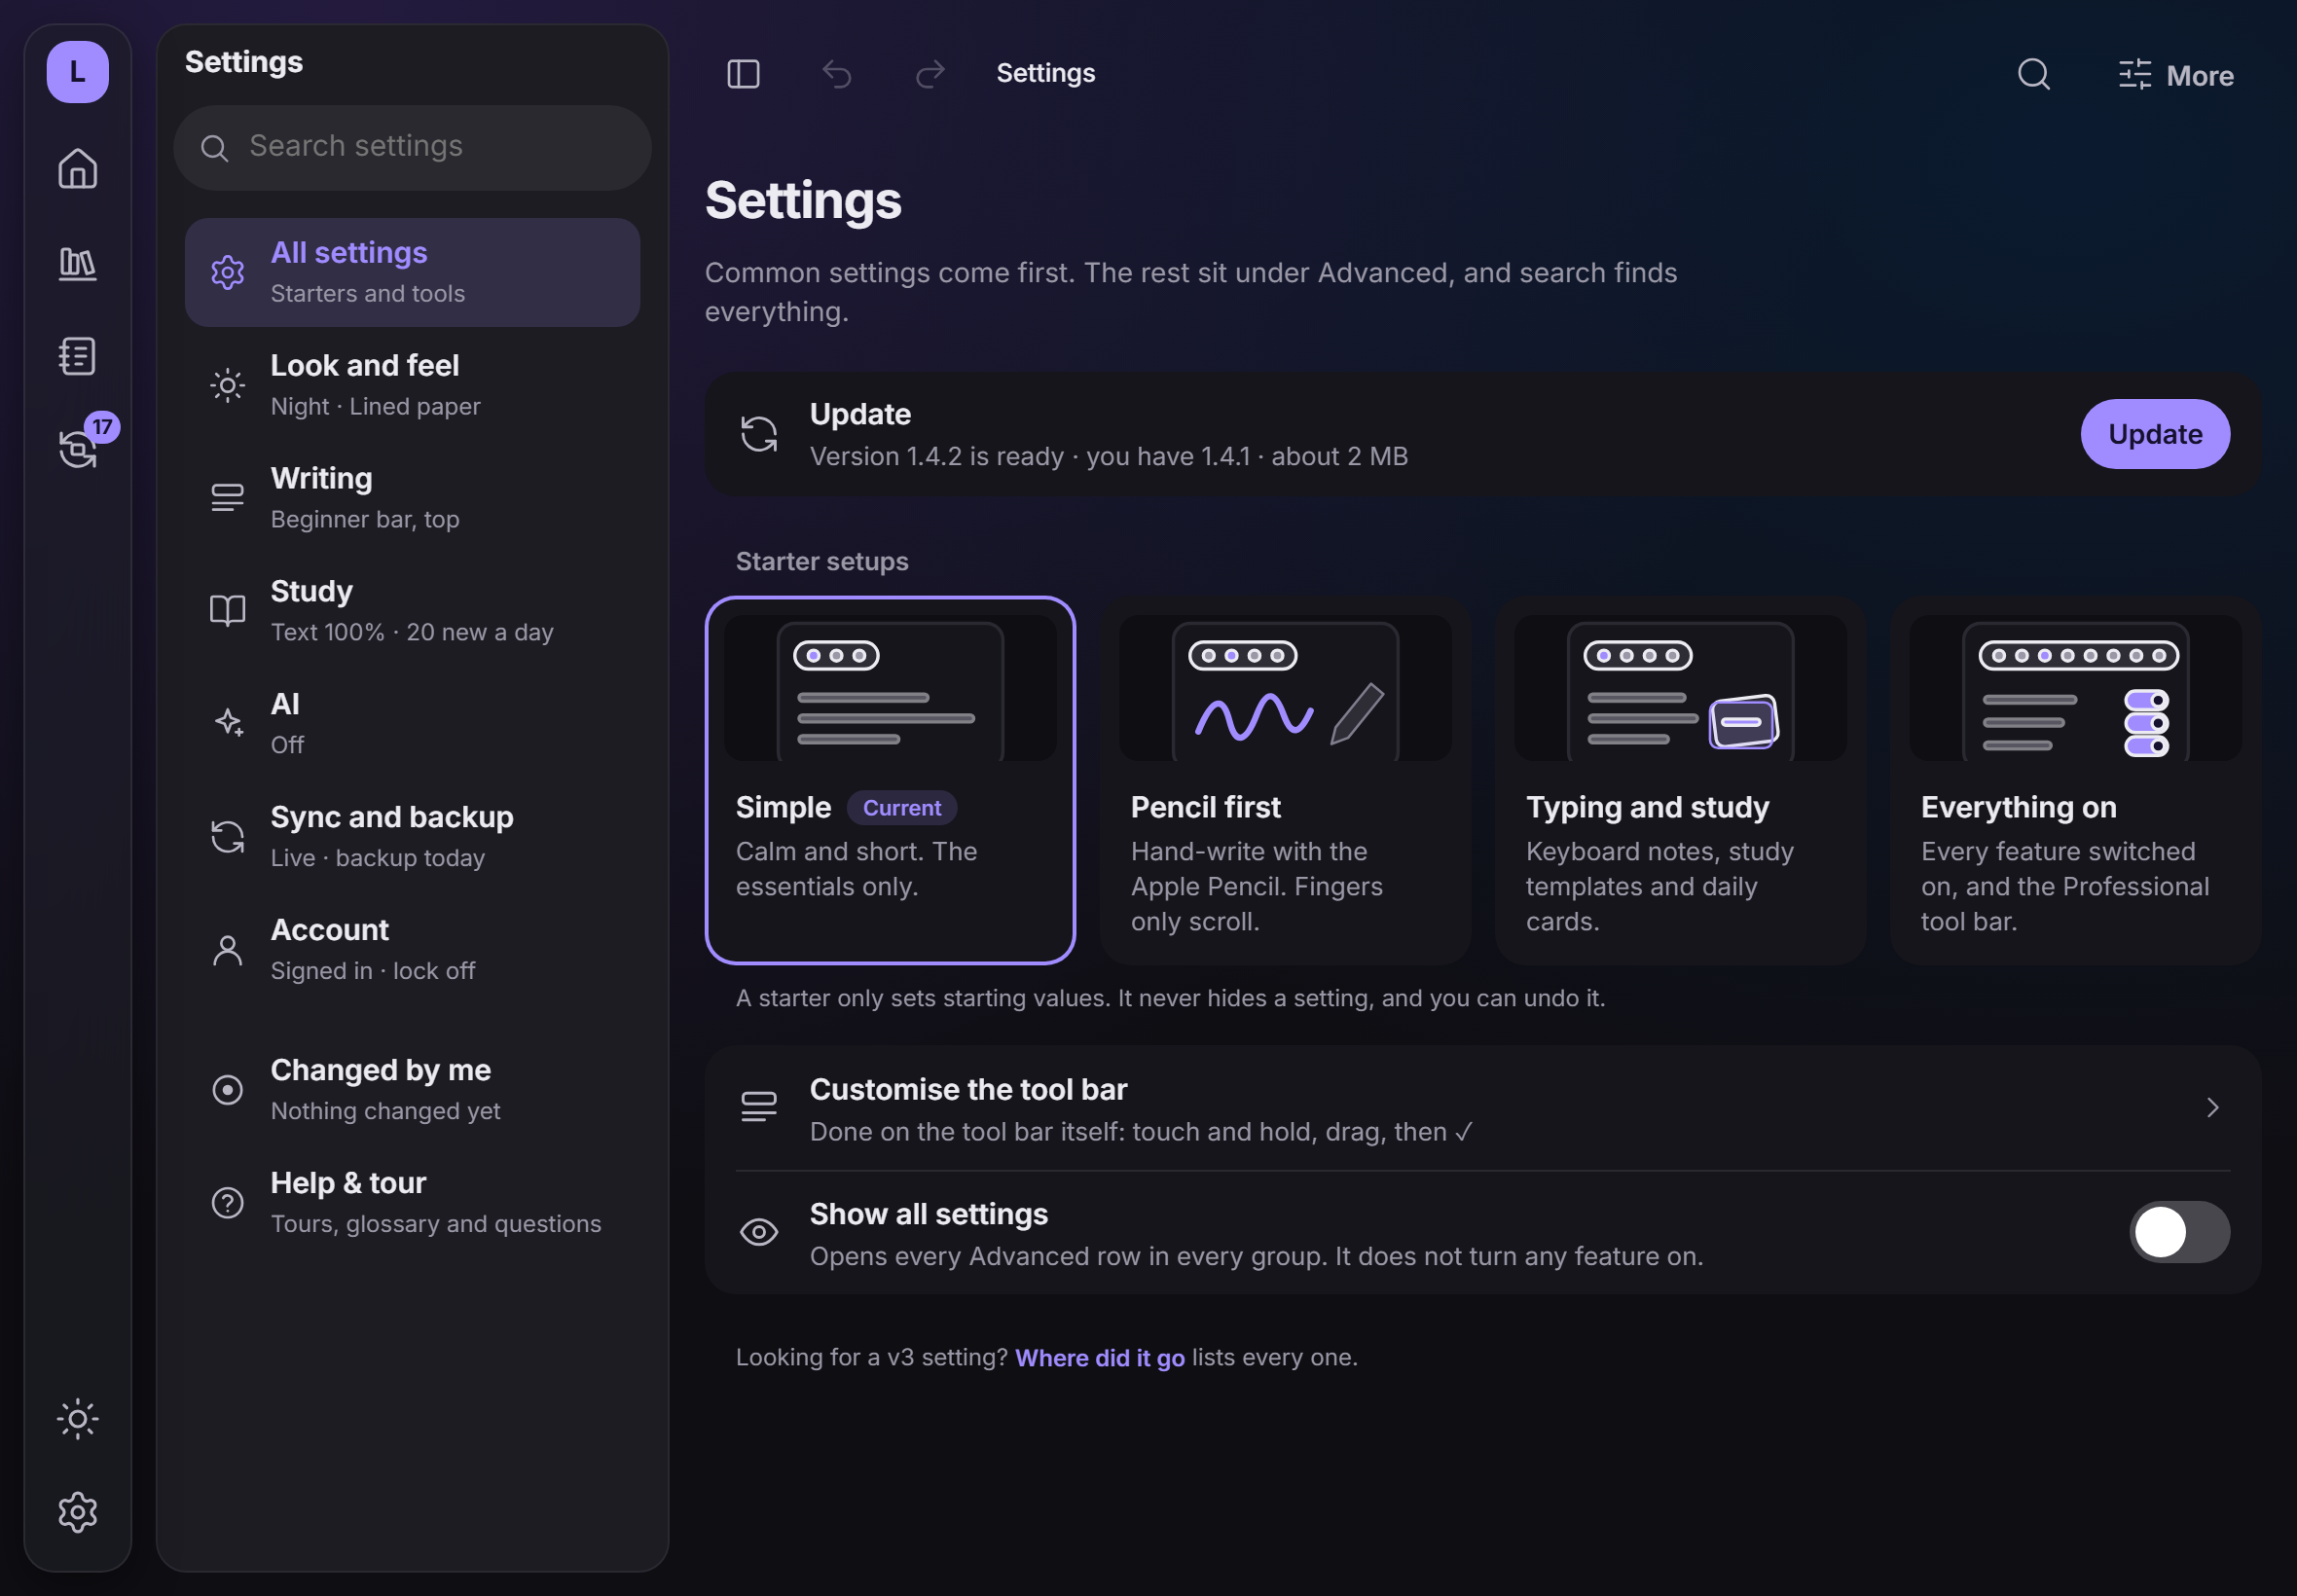 L
17
Settings
Search settings
All settings
Starters and tools
Look and feel
Night · Lined paper
Writing
Beginner bar, top
Study
Text 100% · 20 new a day
AI
Off
Sync and backup
Live · backup today
Account
Signed in · lock off
Changed by me
Nothing changed yet
Help & tour
Tours, glossary and questions
Settings
More
Settings
Common settings come first. The rest sit under Advanced, and search finds
everything.
Update
Version 1.4.2 is ready · you have 1.4.1 · about 2 MB
Update
Starter setups
Simple
Current
Calm and short. The
essentials only.
Pencil first
Hand-write with the
Apple Pencil. Fingers
only scroll.
Typing and study
Keyboard notes, study
templates and daily
cards.
Everything on
Every feature switched
on, and the Professional
tool bar.
A starter only sets starting values. It never hides a setting, and you can undo it.
Customise the tool bar
Done on the tool bar itself: touch and hold, drag, then ✓
Show all settings
Opens every Advanced row in every group. It does not turn any feature on.
Looking for a v3 setting? Where did it go lists every one.